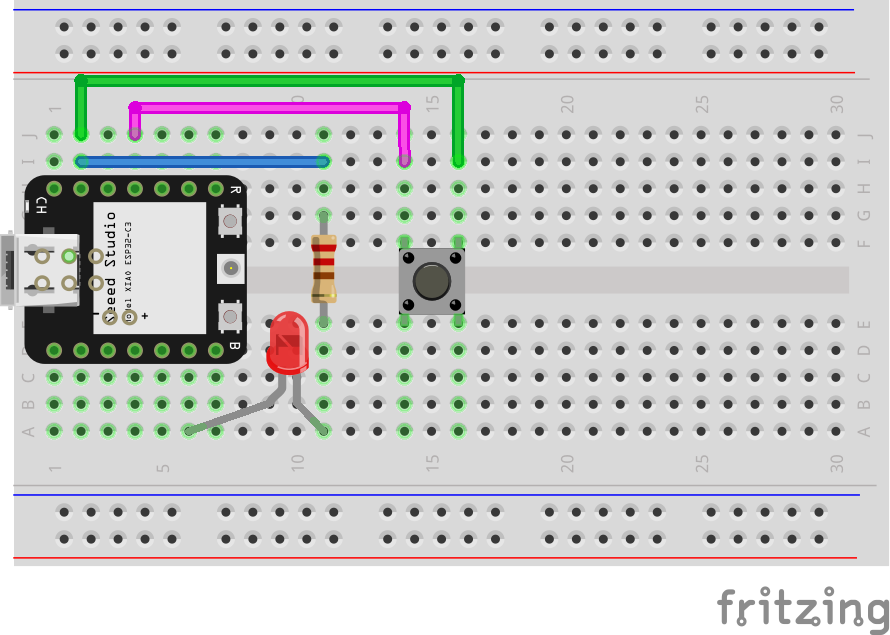 1 10 15 20 25 30
J J
I I
H H
G G
F F
R
CH
Seeed Studio
XIAO ESP32-C3
- +
B
E E
D D
C C
B B
A A
1 5 10 15 20 25 30
fritzing